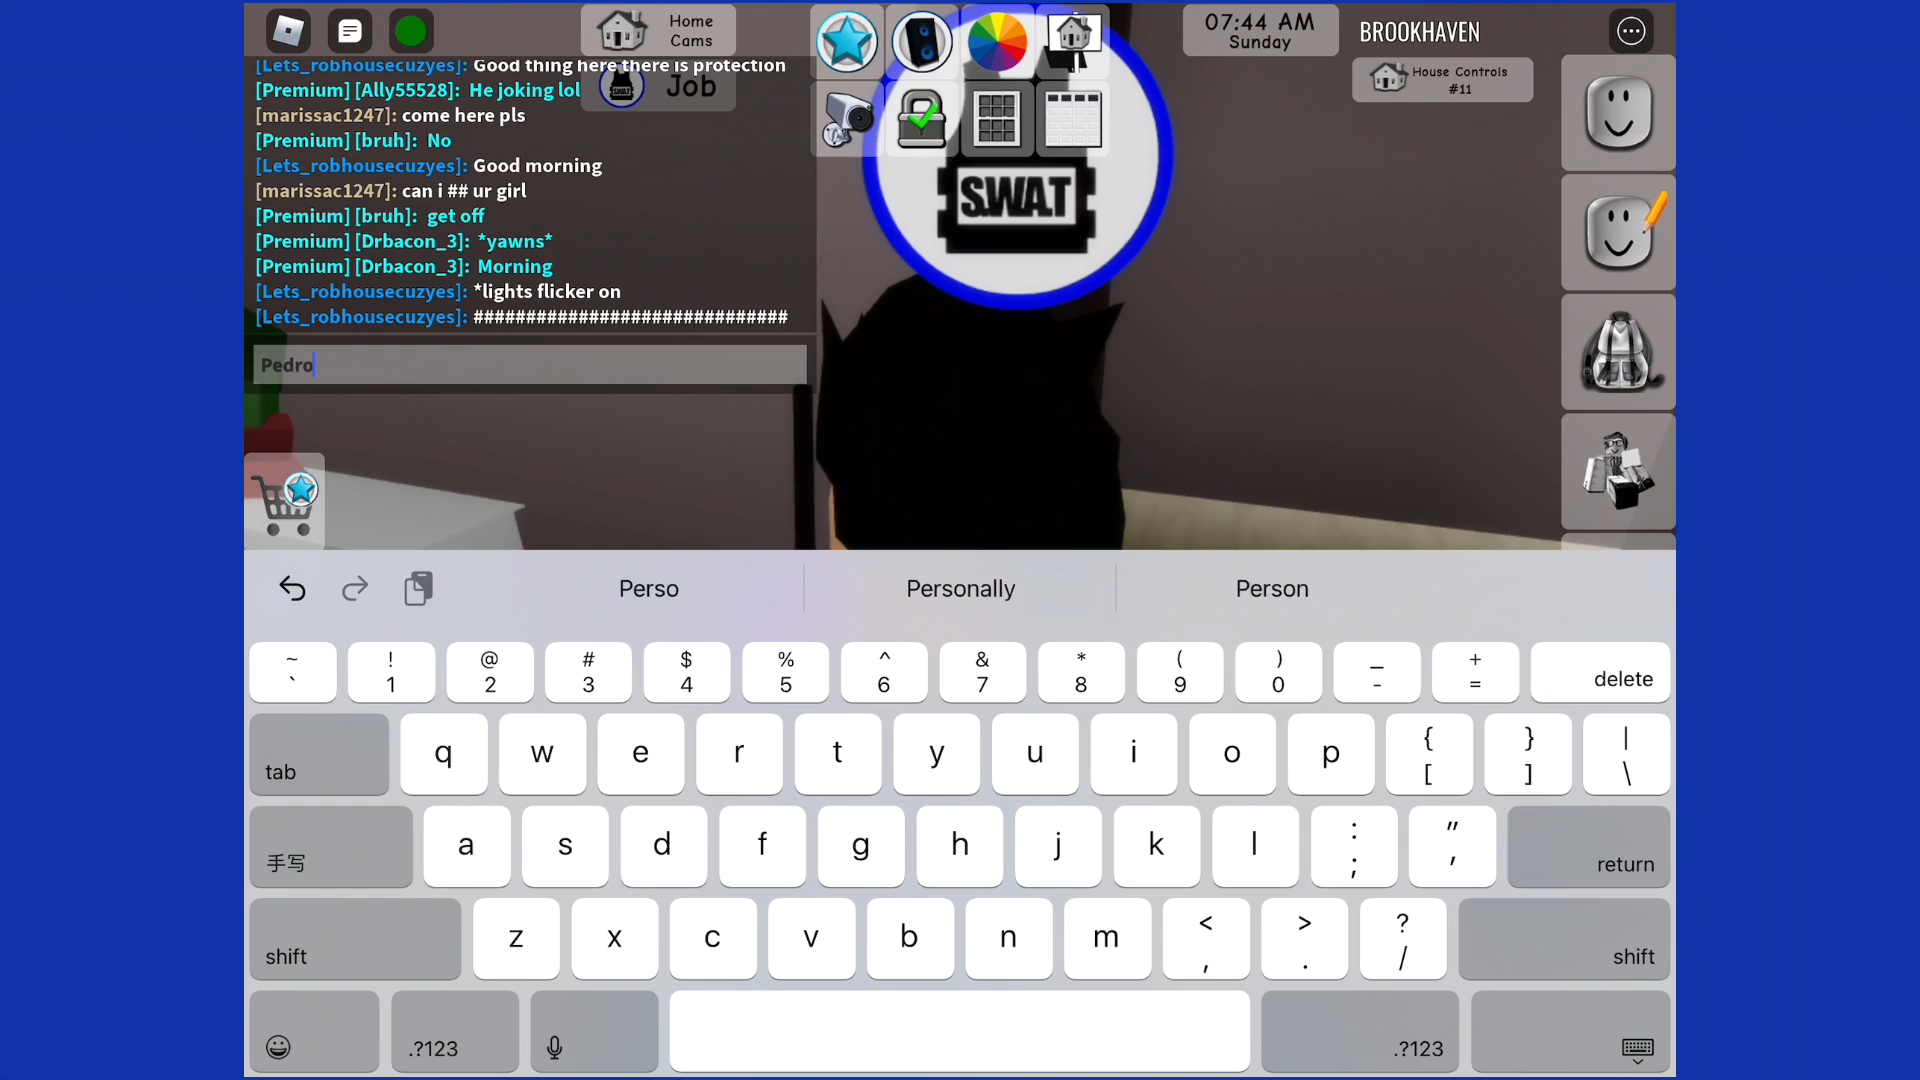 Home
Cams
07:44 AM
Sunday
BROOKHAVEN
House Controls
#11
Job
SWAT
S.W.A.T
[Lets_robhousecuzyes]: Good thing here there is protection
[Premium] [Ally55528]: He joking lol
[marissac1247]: come here pls
[Premium] [bruh]: No
[Lets_robhousecuzyes]: Good morning
[marissac1247]: can i ## ur girl
[Premium] [bruh]: get off
[Premium] [Drbacon_3]: *yawns*
[Premium] [Drbacon_3]: Morning
[Lets_robhousecuzyes]: *lights flicker on
[Lets_robhousecuzyes]: ##############################
Pedro
Perso Personally Person
~ ! @ # $ % ^ & * ( ) _ +
` 1 2 3 4 5 6 7 8 9 0 - = delete
tab q w e r t y u i o p { [ } ] | \
手写 a s d f g h j k l : ; " ' return
shift z x c v b n m < , > . ? / shift
.?123 .?123